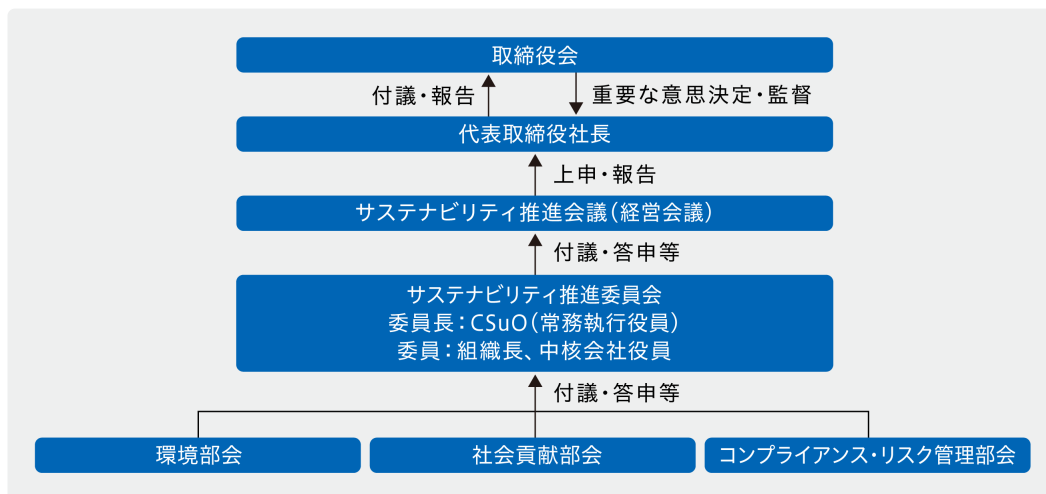 取締役会
付議・報告
重要な意思決定・監督
代表取締役社長
上申・報告
サステナビリティ推進会議（経営会議）
付議・答申等
サステナビリティ推進委員会
委員長：CSuO（常務執行役員）
委員：組織長、中核会社役員
付議・答申等
環境部会
社会貢献部会
コンプライアンス・リスク管理部会